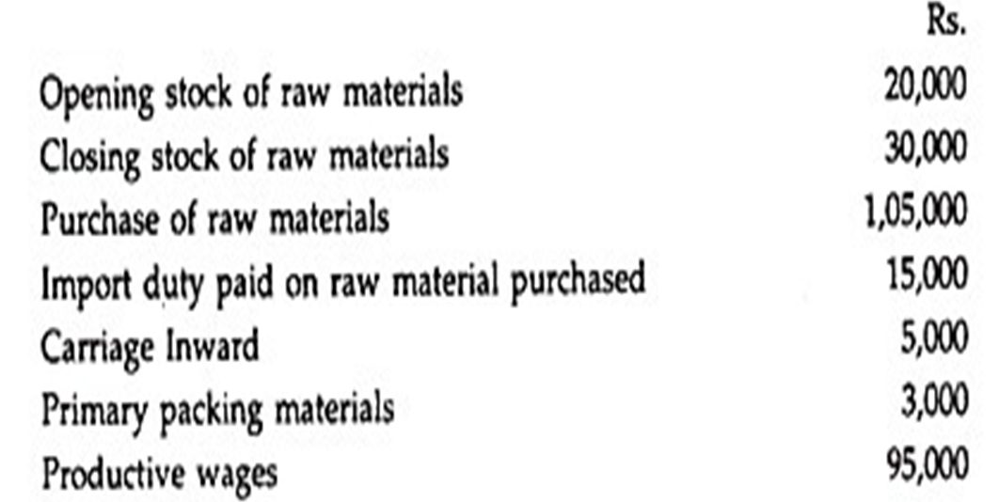 Rs.
Opening stock of raw materials 20,000
Closing stock of raw materials 30,000
Purchase of raw materials 1,05,000
Import duty paid on raw material purchased 15,000
Carriage Inward 5,000
Primary packing materials 3,000
Productive wages 95,000